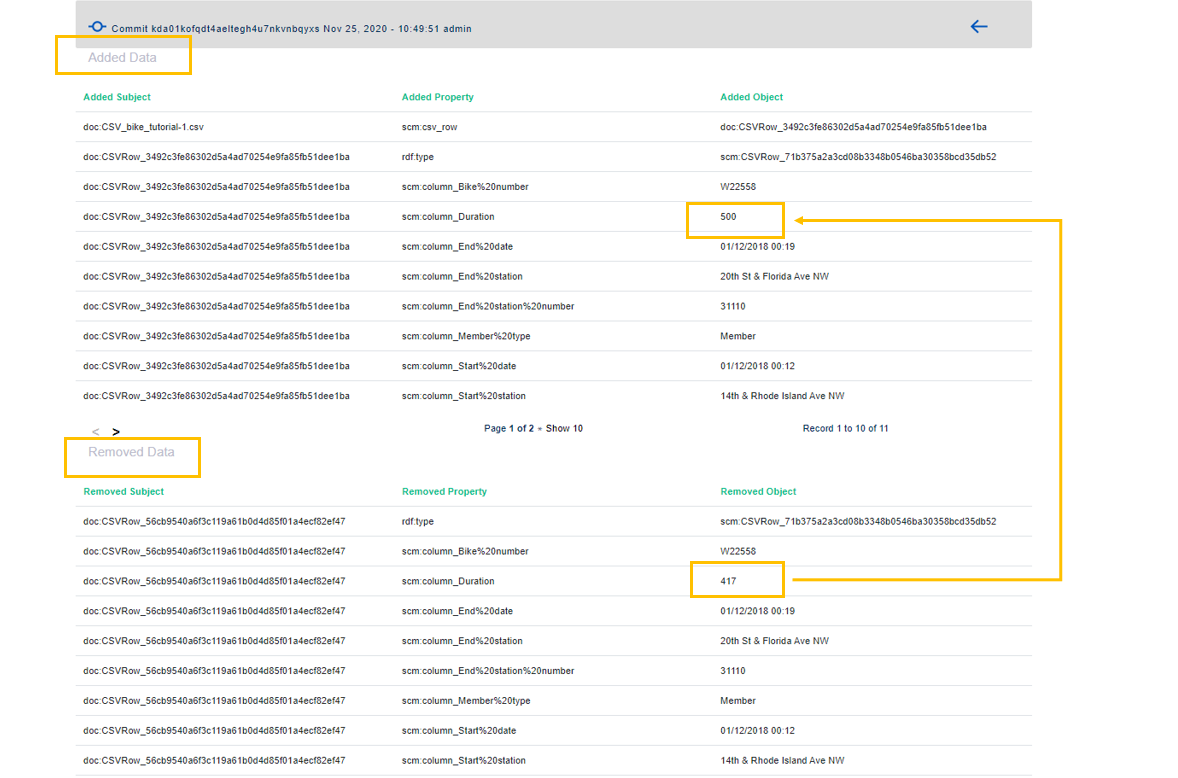 Commit kda01kofqdt4aeltegh4u7nkvnbqyxs Nov 25, 2020 - 10:49:51 admin
Added Data
Added Subject Added Property Added Object
doc:CSV_bike_tutorial-1.csv scm:csv_row doc:CSVRow_3492c3fe86302d5a4ad70254e9fa85fb51dee1ba
doc:CSVRow_3492c3fe86302d5a4ad70254e9fa85fb51dee1ba rdf:type scm:CSVRow_71b375a2a3cd08b3348b0546ba30358bcd35db52
doc:CSVRow_3492c3fe86302d5a4ad70254e9fa85fb51dee1ba scm:column_Bike%20number W22558
doc:CSVRow_3492c3fe86302d5a4ad70254e9fa85fb51dee1ba scm:column_Duration 500
doc:CSVRow_3492c3fe86302d5a4ad70254e9fa85fb51dee1ba scm:column_End%20date 01/12/2018 00:19
doc:CSVRow_3492c3fe86302d5a4ad70254e9fa85fb51dee1ba scm:column_End%20station 20th St & Florida Ave NW
doc:CSVRow_3492c3fe86302d5a4ad70254e9fa85fb51dee1ba scm:column_End%20station%20number 31110
doc:CSVRow_3492c3fe86302d5a4ad70254e9fa85fb51dee1ba scm:column_Member%20type Member
doc:CSVRow_3492c3fe86302d5a4ad70254e9fa85fb51dee1ba scm:column_Start%20date 01/12/2018 00:12
doc:CSVRow_3492c3fe86302d5a4ad70254e9fa85fb51dee1ba scm:column_Start%20station 14th & Rhode Island Ave NW
< > Page 1 of 2 • Show 10 Record 1 to 10 of 11
Removed Data
Removed Subject Removed Property Removed Object
doc:CSVRow_56cb9540a6f3c119a61b0d4d85f01a4ecf82ef47 rdf:type scm:CSVRow_71b375a2a3cd08b3348b0546ba30358bcd35db52
doc:CSVRow_56cb9540a6f3c119a61b0d4d85f01a4ecf82ef47 scm:column_Bike%20number W22558
doc:CSVRow_56cb9540a6f3c119a61b0d4d85f01a4ecf82ef47 scm:column_Duration 417
doc:CSVRow_56cb9540a6f3c119a61b0d4d85f01a4ecf82ef47 scm:column_End%20date 01/12/2018 00:19
doc:CSVRow_56cb9540a6f3c119a61b0d4d85f01a4ecf82ef47 scm:column_End%20station 20th St & Florida Ave NW
doc:CSVRow_56cb9540a6f3c119a61b0d4d85f01a4ecf82ef47 scm:column_End%20station%20number 31110
doc:CSVRow_56cb9540a6f3c119a61b0d4d85f01a4ecf82ef47 scm:column_Member%20type Member
doc:CSVRow_56cb9540a6f3c119a61b0d4d85f01a4ecf82ef47 scm:column_Start%20date 01/12/2018 00:12
doc:CSVRow_56cb9540a6f3c119a61b0d4d85f01a4ecf82ef47 scm:column_Start%20station 14th & Rhode Island Ave NW